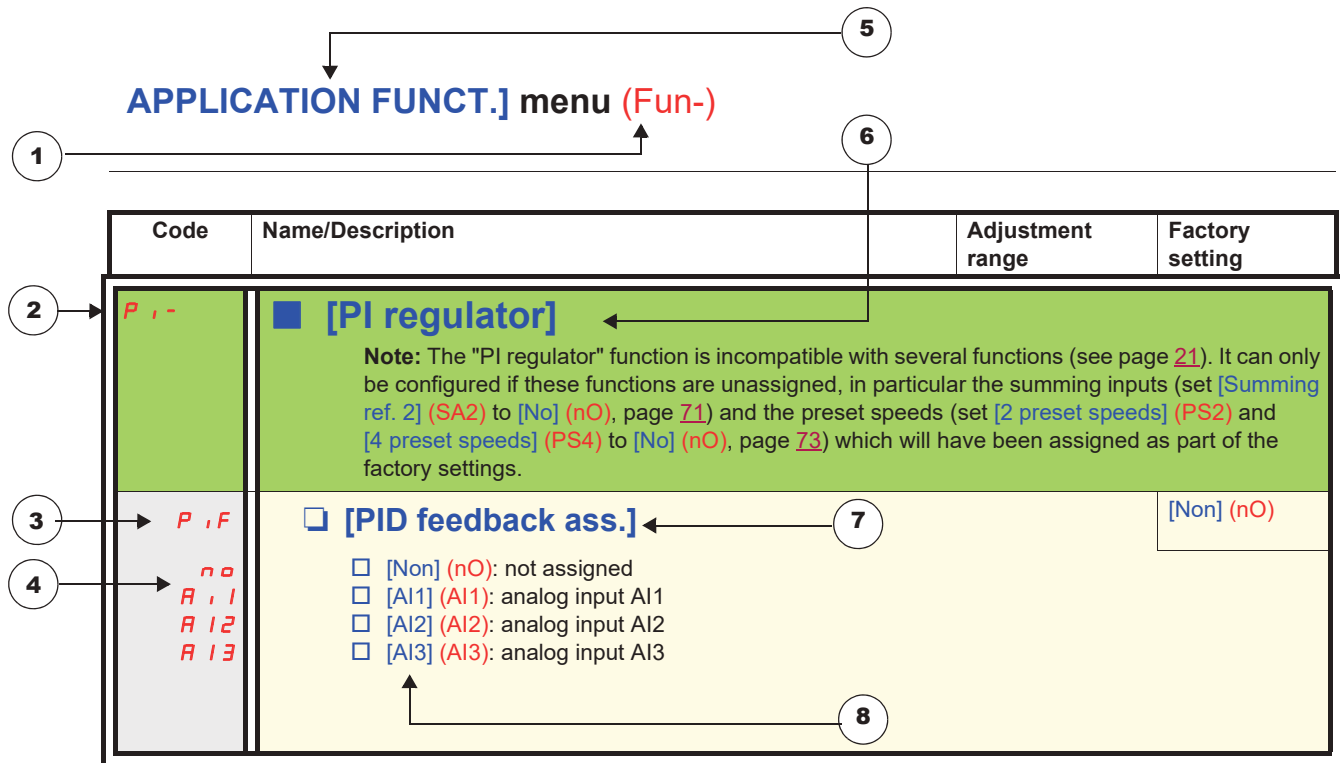 5
APPLICATION FUNCT.] menu (Fun-)
1
6
Code Name/Description Adjustment range Factory setting
2
P i - ■ [PI regulator]
Note: The "PI regulator" function is incompatible with several functions (see page 21). It can only
be configured if these functions are unassigned, in particular the summing inputs (set [Summing
ref. 2] (SA2) to [No] (nO), page 71) and the preset speeds (set [2 preset speeds] (PS2) and
[4 preset speeds] (PS4) to [No] (nO), page 73) which will have been assigned as part of the
factory settings.
3 P i F ❏ [PID feedback ass.] 7 [Non] (nO)
4
n o ☐ [Non] (nO): not assigned
A i 1 ☐ [AI1] (AI1): analog input AI1
A I 2 ☐ [AI2] (AI2): analog input AI2
A I 3 ☐ [AI3] (AI3): analog input AI3
8